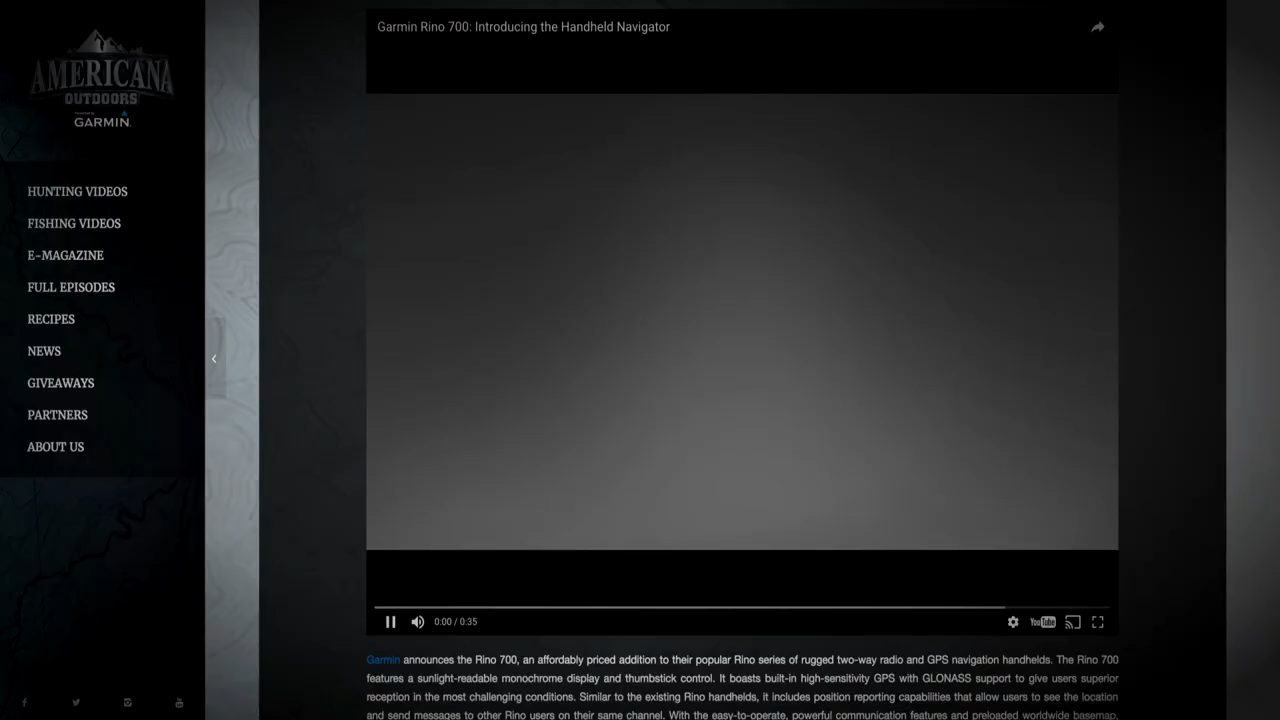 AMERICANA
OUTDOORS
GARMIN.
HUNTING VIDEOS
FISHING VIDEOS
E-MAGAZINE
FULL EPISODES
RECIPES
NEWS
GIVEAWAYS
PARTNERS
ABOUT US
Garmin Rino 700: Introducing the Handheld Navigator
0:00 / 0:35
YouTube
Garmin announces the Rino 700, an affordably priced addition to their popular Rino series of rugged two-way radio and GPS navigation handhelds. The Rino 700
features a sunlight-readable monochrome display and thumbstick control. It boasts built-in high-sensitivity GPS with GLONASS support to give users superior
reception in the most challenging conditions. Similar to the existing Rino handhelds, it includes position reporting capabilities that allow users to see the location
and send messages to other Rino users on their same channel. With the easy-to-operate, powerful communication features and preloaded worldwide basemap,